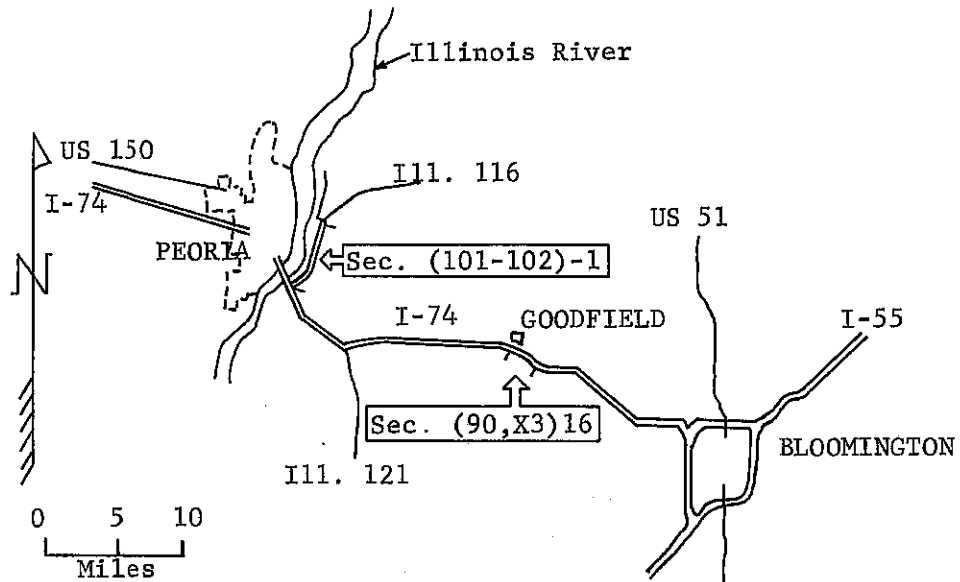 Illinois River
US 150
Ill. 116
I-74
US 51
PEORIA
Sec. (101-102)-1
N
I-74
GOODFIELD
I-55
Sec. (90,X3)16
BLOOMINGTON
Ill. 121
0 5 10
Miles